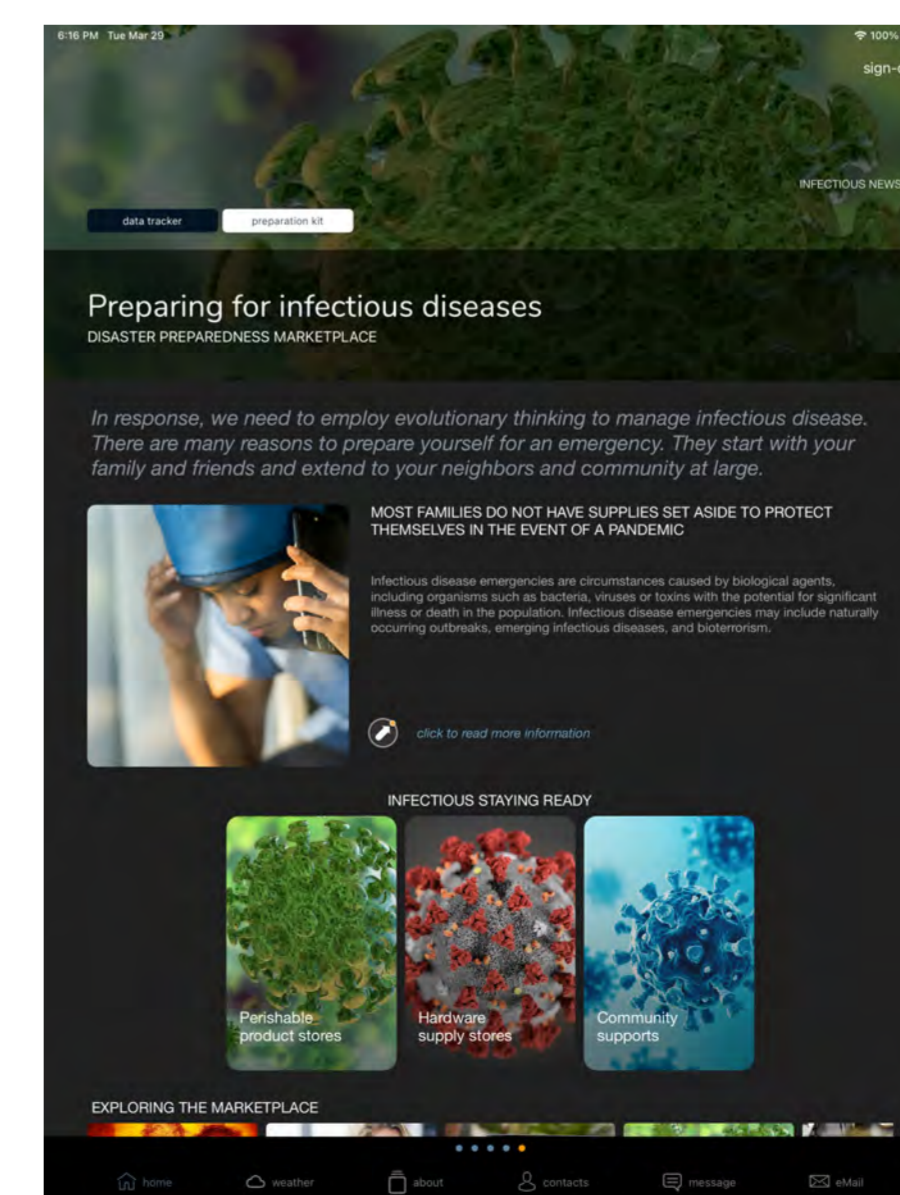 6:16 PM Tue Mar 29
100%
sign-
INFECTIOUS NEWS
data tracker
preparation kit
Preparing for infectious diseases
DISASTER PREPAREDNESS MARKETPLACE
In response, we need to employ evolutionary thinking to manage infectious disease.
There are many reasons to prepare yourself for an emergency. They start with your
family and friends and extend to your neighbors and community at large.
MOST FAMILIES DO NOT HAVE SUPPLIES SET ASIDE TO PROTECT
THEMSELVES IN THE EVENT OF A PANDEMIC
Infectious disease emergencies are circumstances caused by biological agents,
including organisms such as bacteria, viruses or toxins with the potential for significant
illness or death in the population. Infectious disease emergencies may include naturally
occurring outbreaks, emerging infectious diseases, and bioterrorism.
click to read more information
INFECTIOUS STAYING READY
Perishable
product stores
Hardware
supply stores
Community
supports
EXPLORING THE MARKETPLACE
home
weather
about
contacts
message
eMail